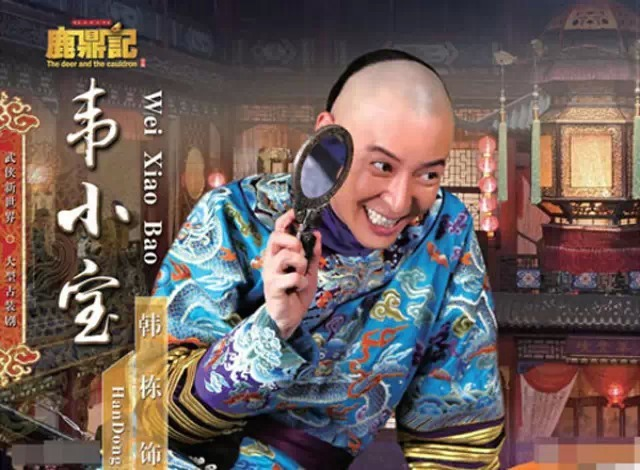 鹿鼎記
The deer and the cauldron
韦小宝
Wei Xiao Bao
武侠新世界
大型古装剧
韩栋 饰
HanDong